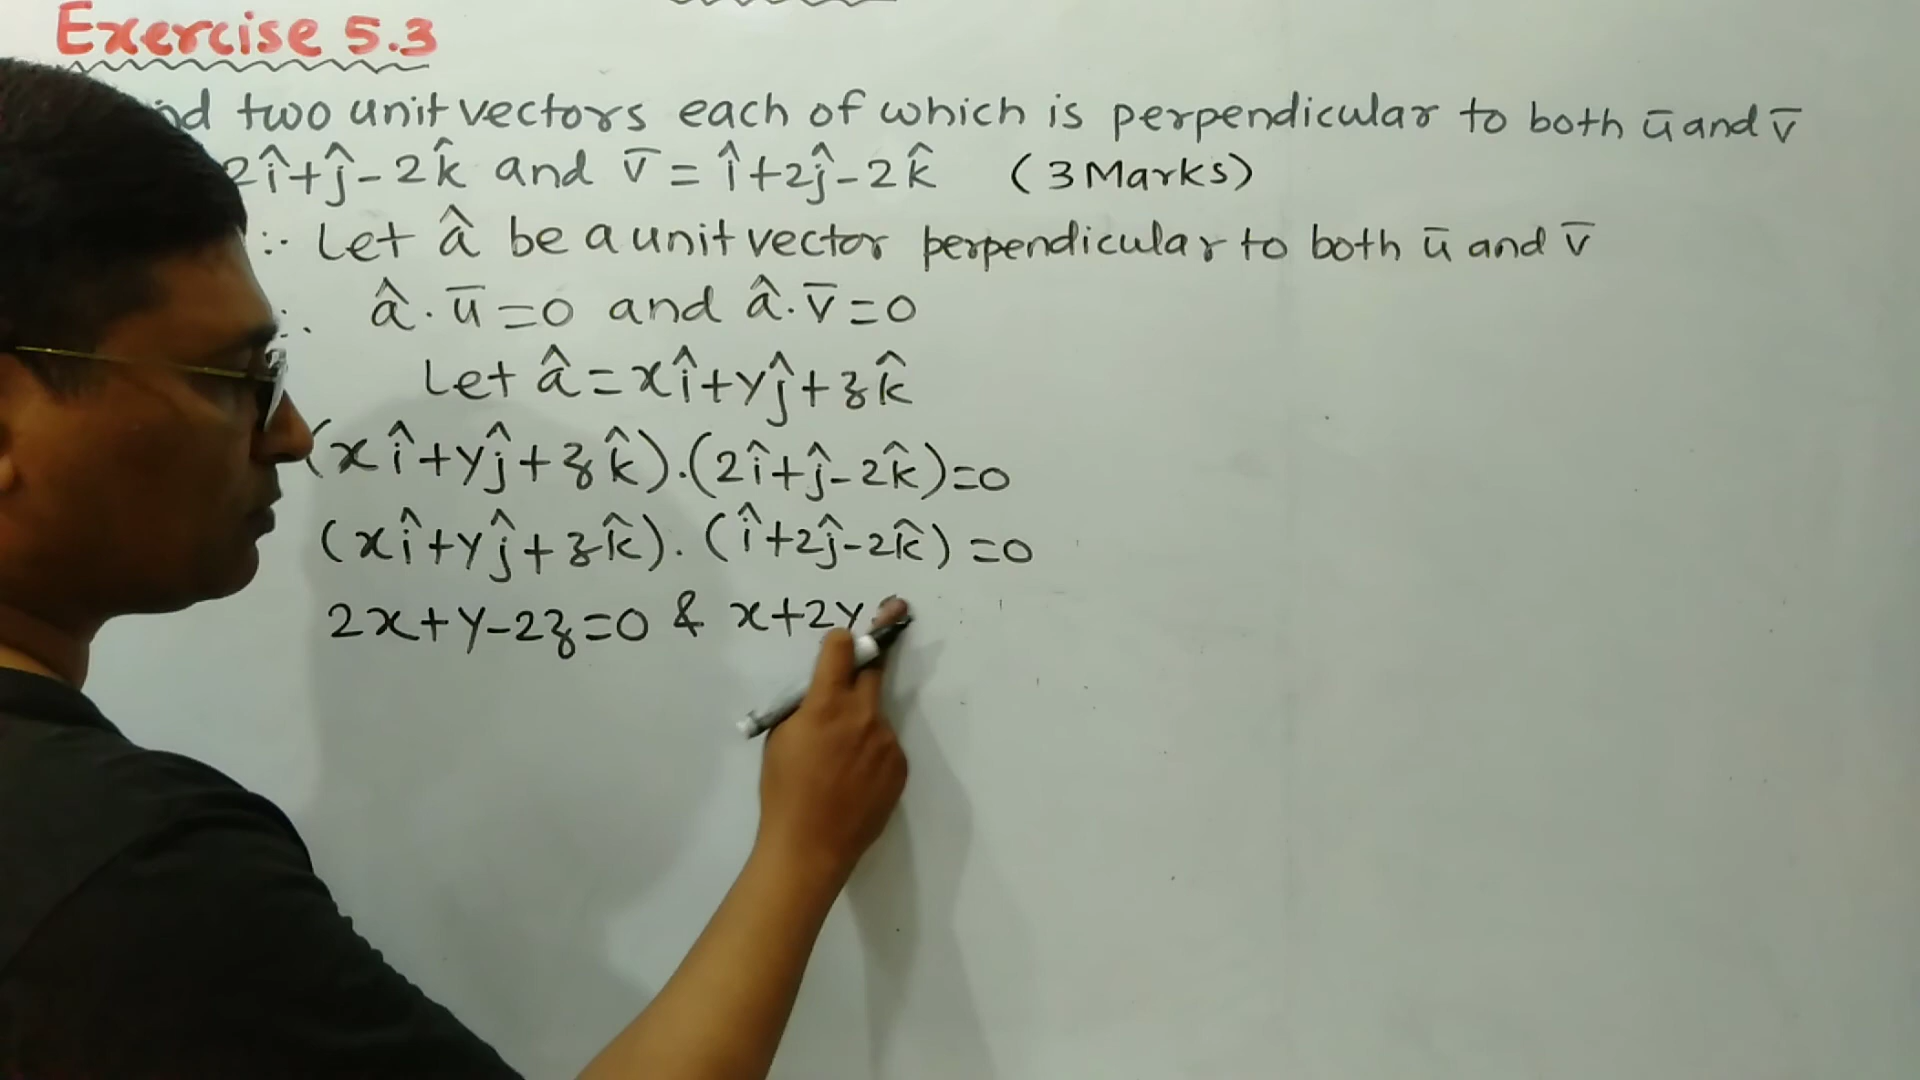 Exercise 5.3
two unit vectors each of which is perpendicular to both ū and v̄
2î+ĵ-2k̂ and v̄ = î+2ĵ-2k̂ (3 Marks)
:- Let â be a unit vector perpendicular to both ū and v̄
∴ â . ū = 0 and â . v̄ = 0
Let â = xî+yĵ+zk̂
(xî+yĵ+zk̂).(2î+ĵ-2k̂)=0
(xî+yĵ+zk̂).(î+2ĵ-2k̂)=0
2x+y-2z=0 & x+2y